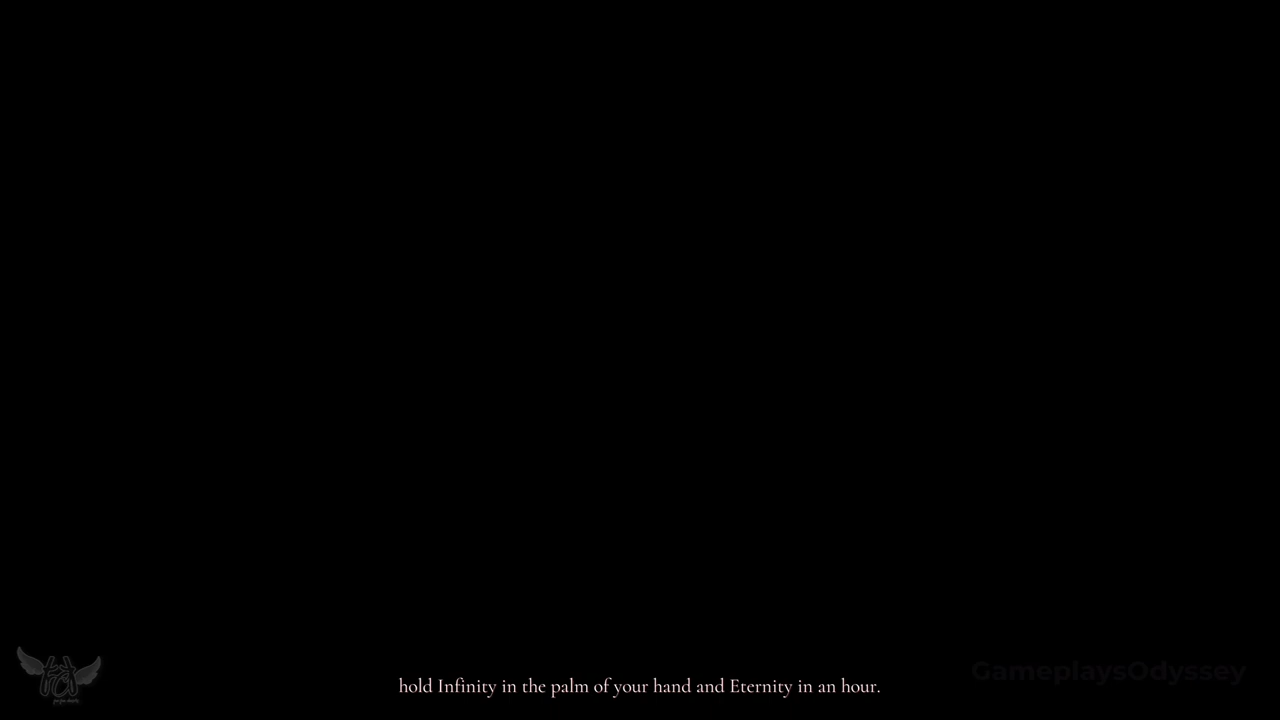 GameplaysOdyssey
hold Infinity in the palm of your hand and Eternity in an hour.